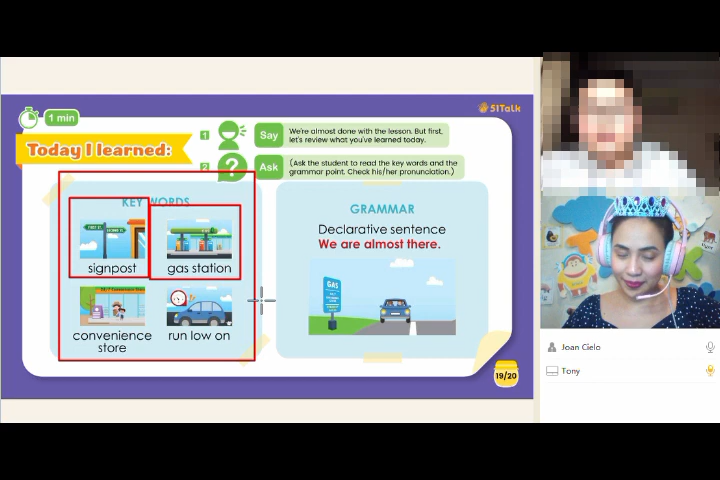 51Talk
1 min
Today I learned:
1
Say
We're almost done with the lesson. But first,
let's review what you've learned today.
2
?
Ask
(Ask the student to read the key words and the
grammar point. Check his/her pronunciation.)
KEY WORDS
signpost
gas station
convenience
store
run low on
GRAMMAR
Declarative sentence
We are almost there.
GAS
19/20
Joan Cielo
Tony